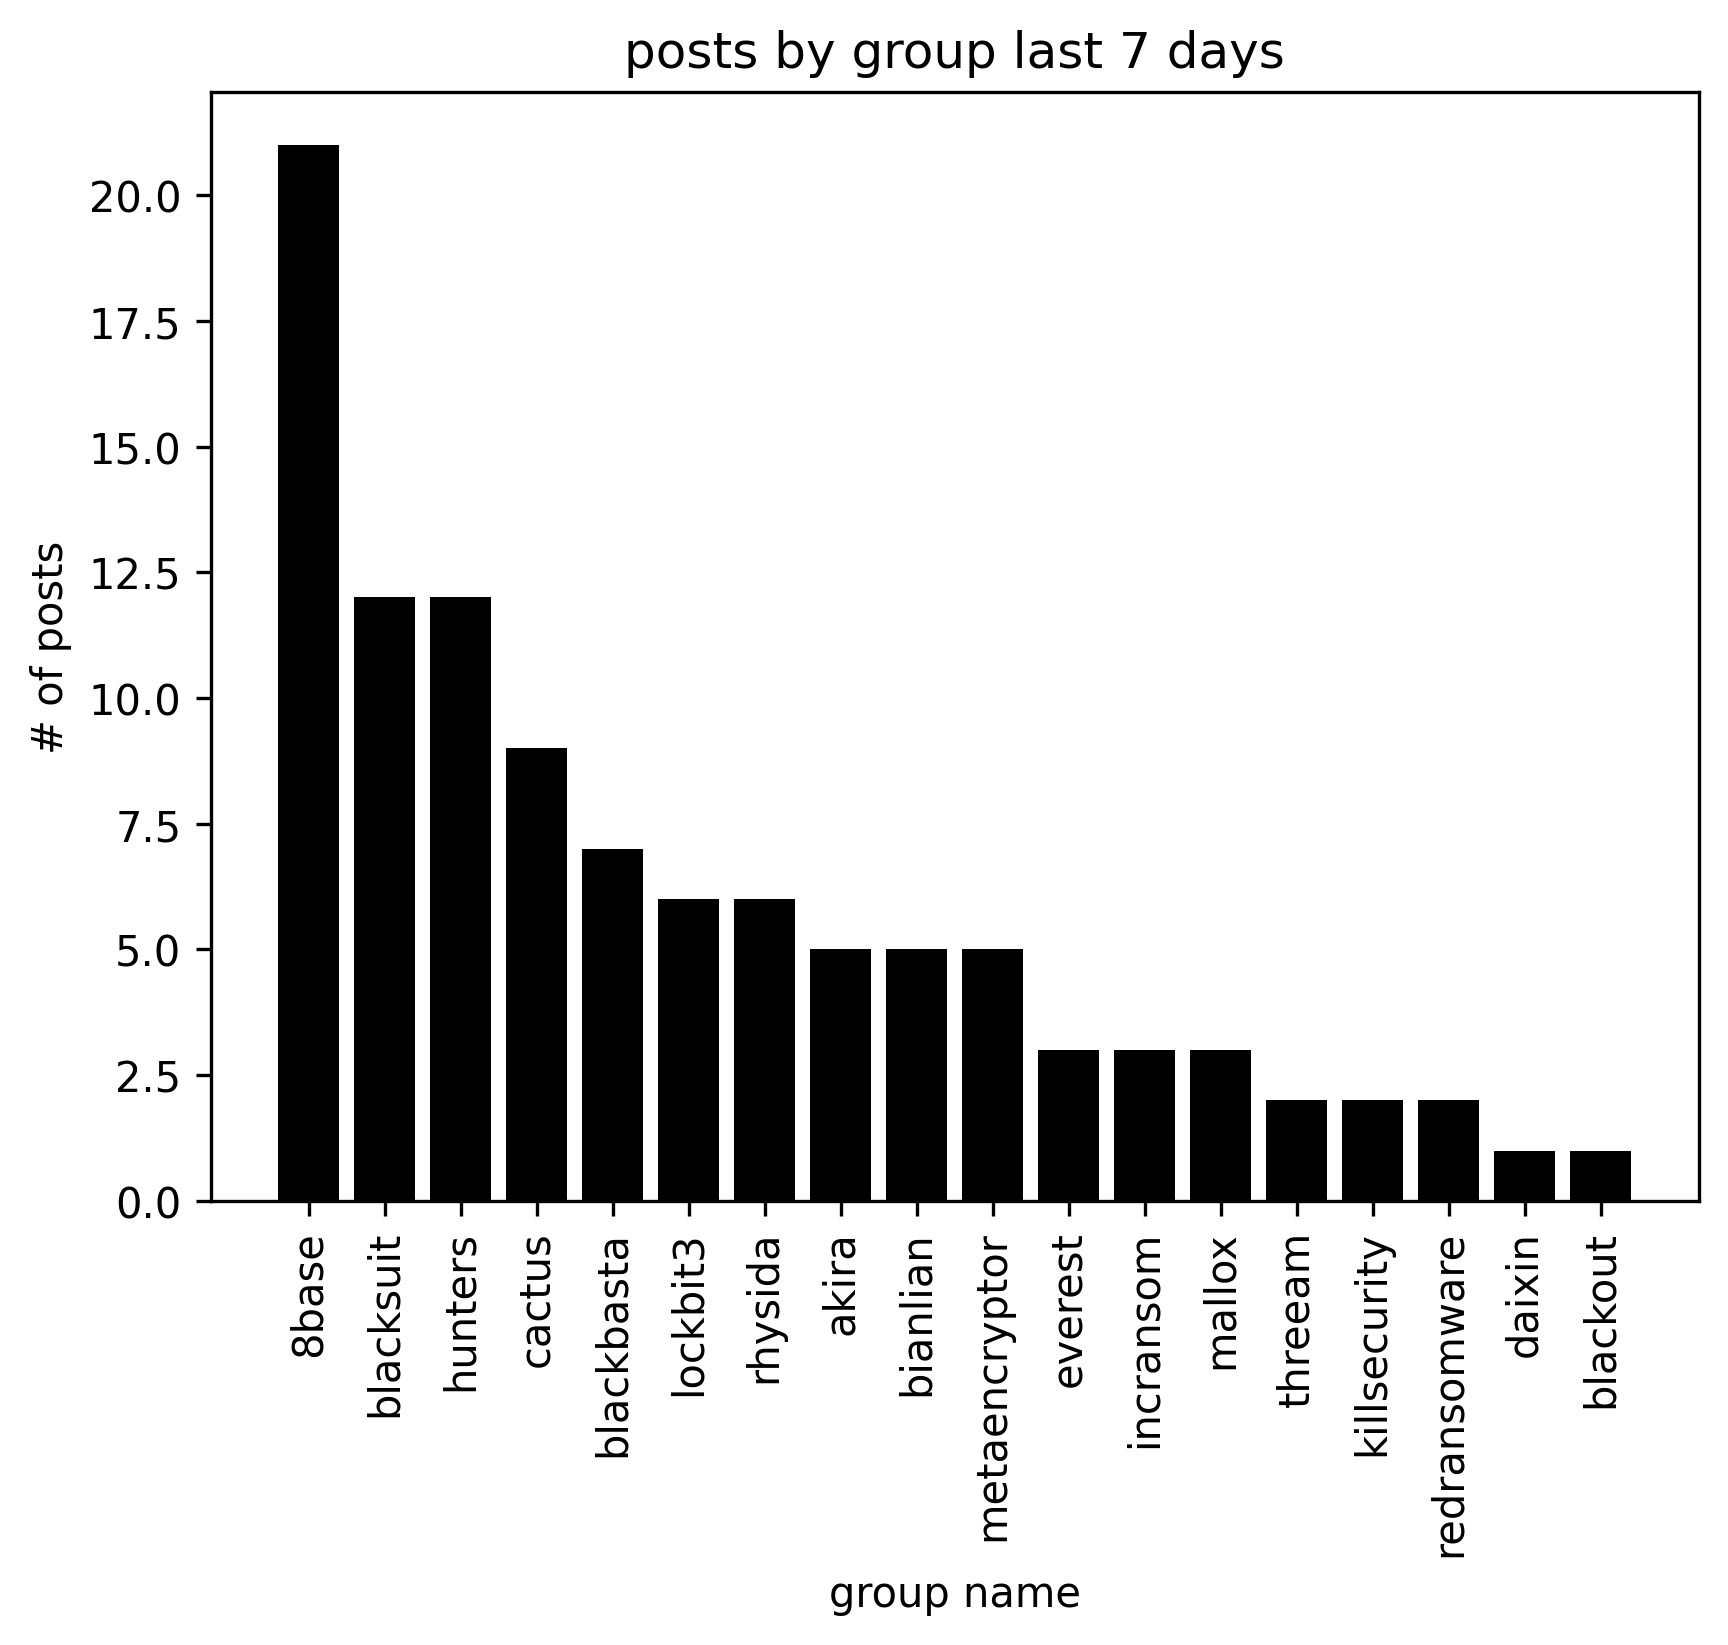 posts by group last 7 days
20.0
17.5
15.0
12.5
10.0
7.5
5.0
2.5
0.0
# of posts
8base
blacksuit
hunters
cactus
blackbasta
lockbit3
rhysida
akira
bianlian
metaencryptor
everest
incransom
mallox
threeam
killsecurity
redransomware
daixin
blackout
group name